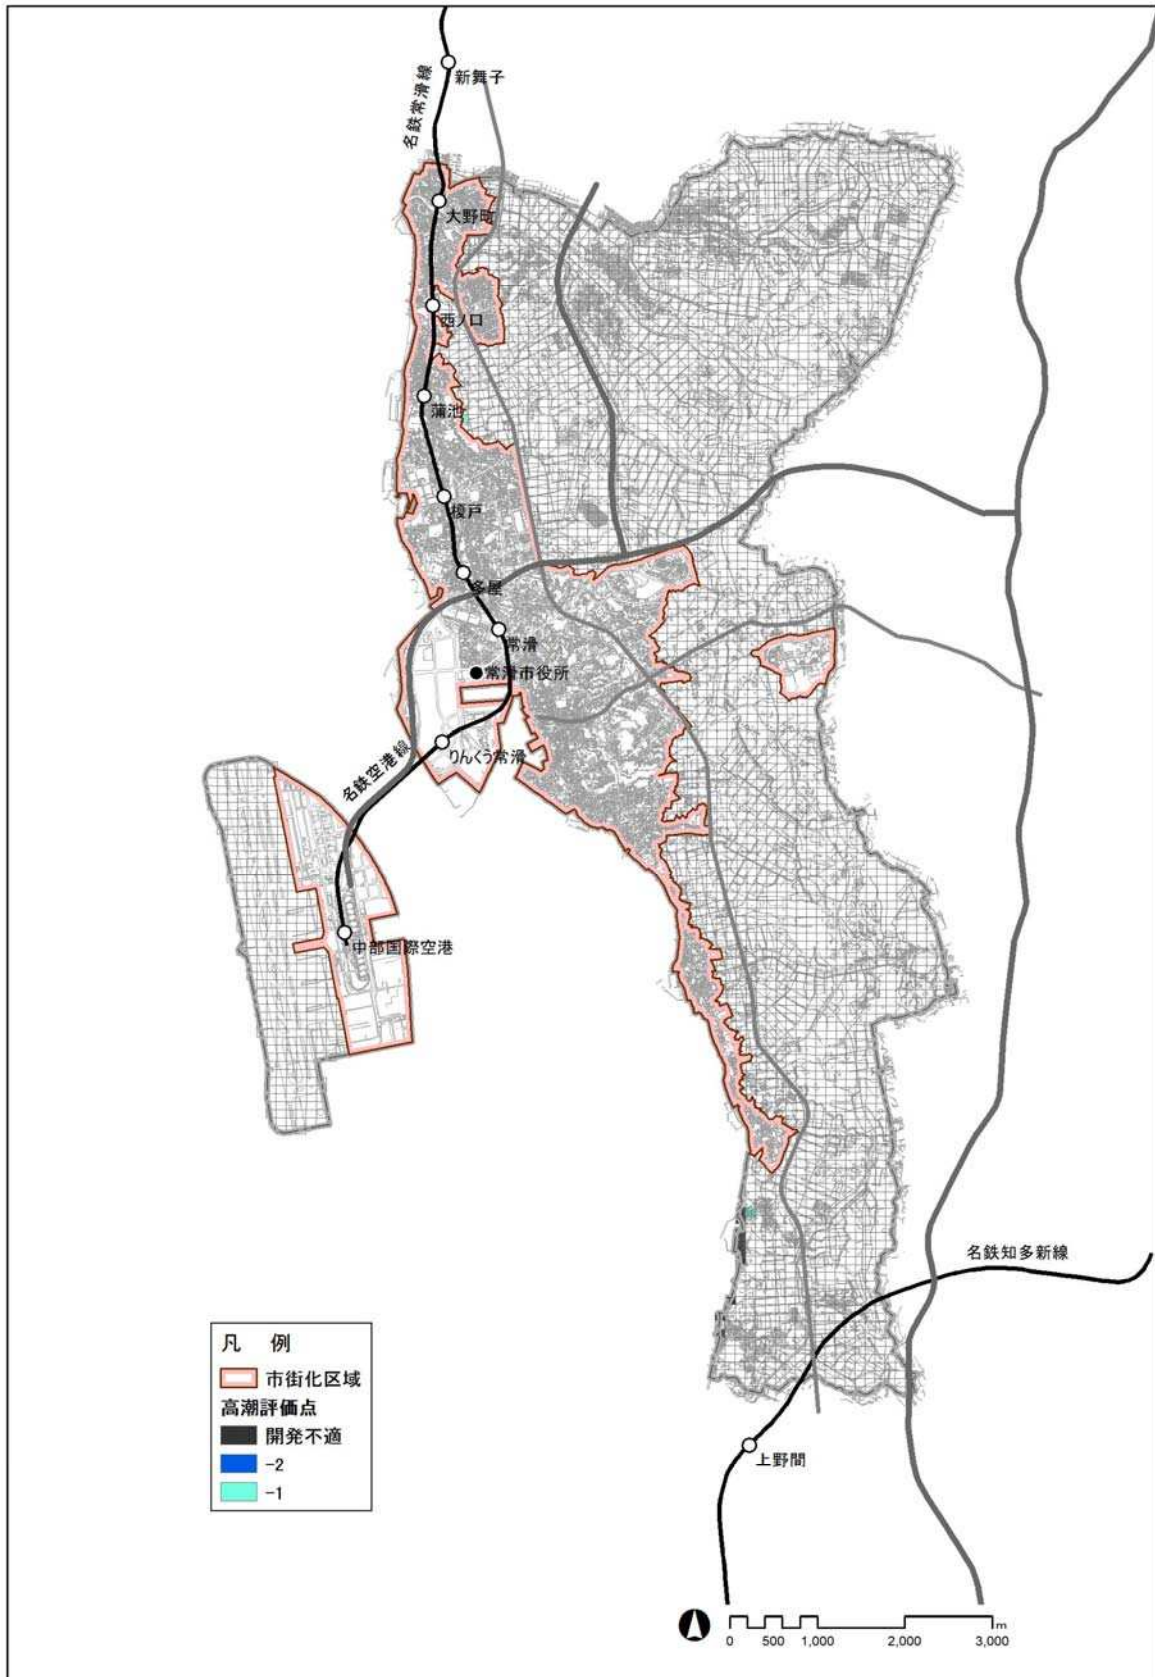 新舞子
名鉄常滑線
大野町
西ノ口
蒲池
榎戸
多屋
常滑
常滑市役所
りんくう常滑
名鉄空港線
中部国際空港
名鉄知多新線
上野間
凡 例
市街化区域
高潮評価点
開発不適
-2
-1
m
0 500 1,000 2,000 3,000